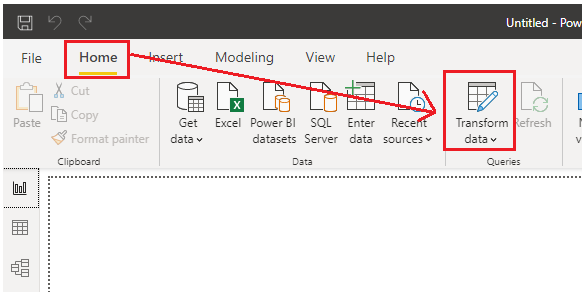 Untitled - Pow
File Home Insert Modeling View Help
Paste
Cut
Copy
Format painter
Get data
Excel
Power BI datasets
SQL Server
Enter data
Recent sources
Transform data
Refresh
Clipboard
Data
Queries